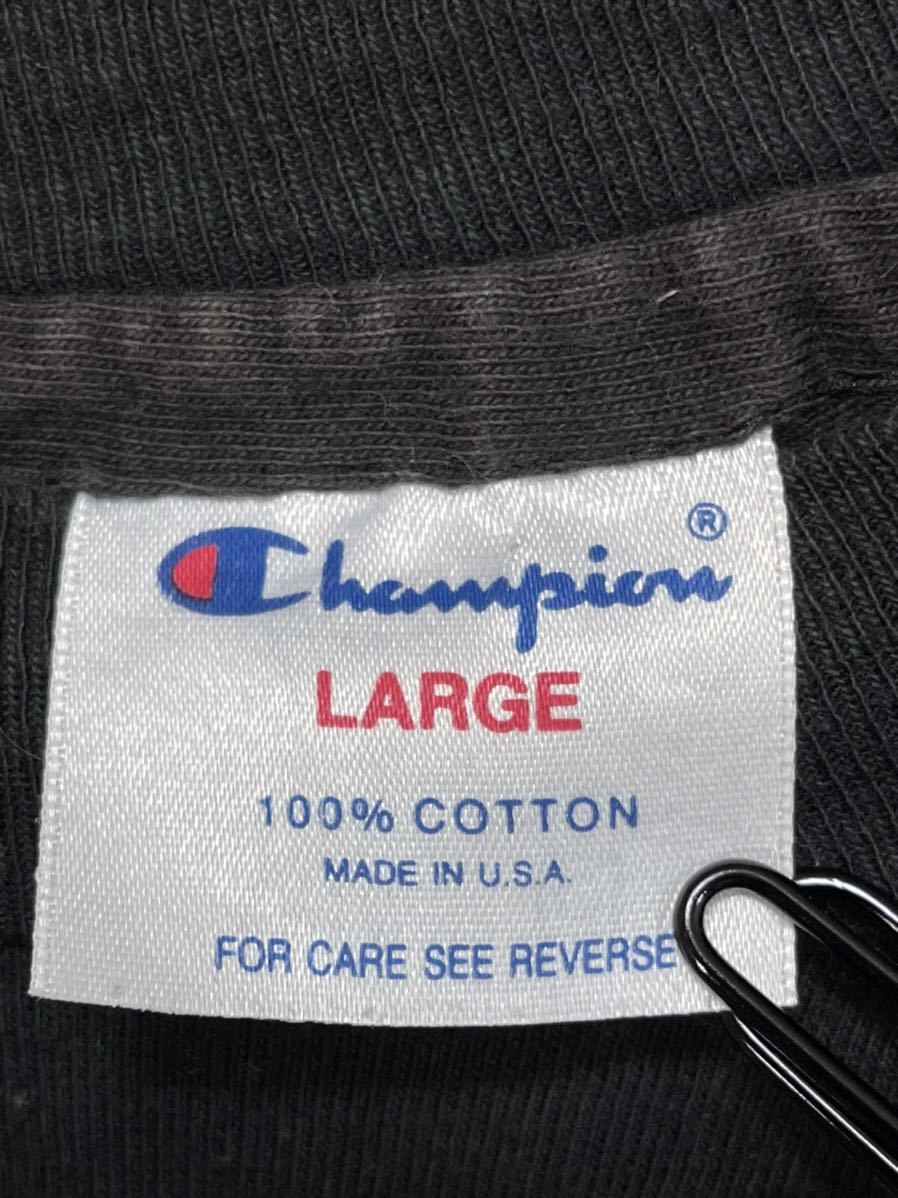 Champion®
LARGE
100% COTTON
MADE IN U.S.A.
FOR CARE SEE REVERSE